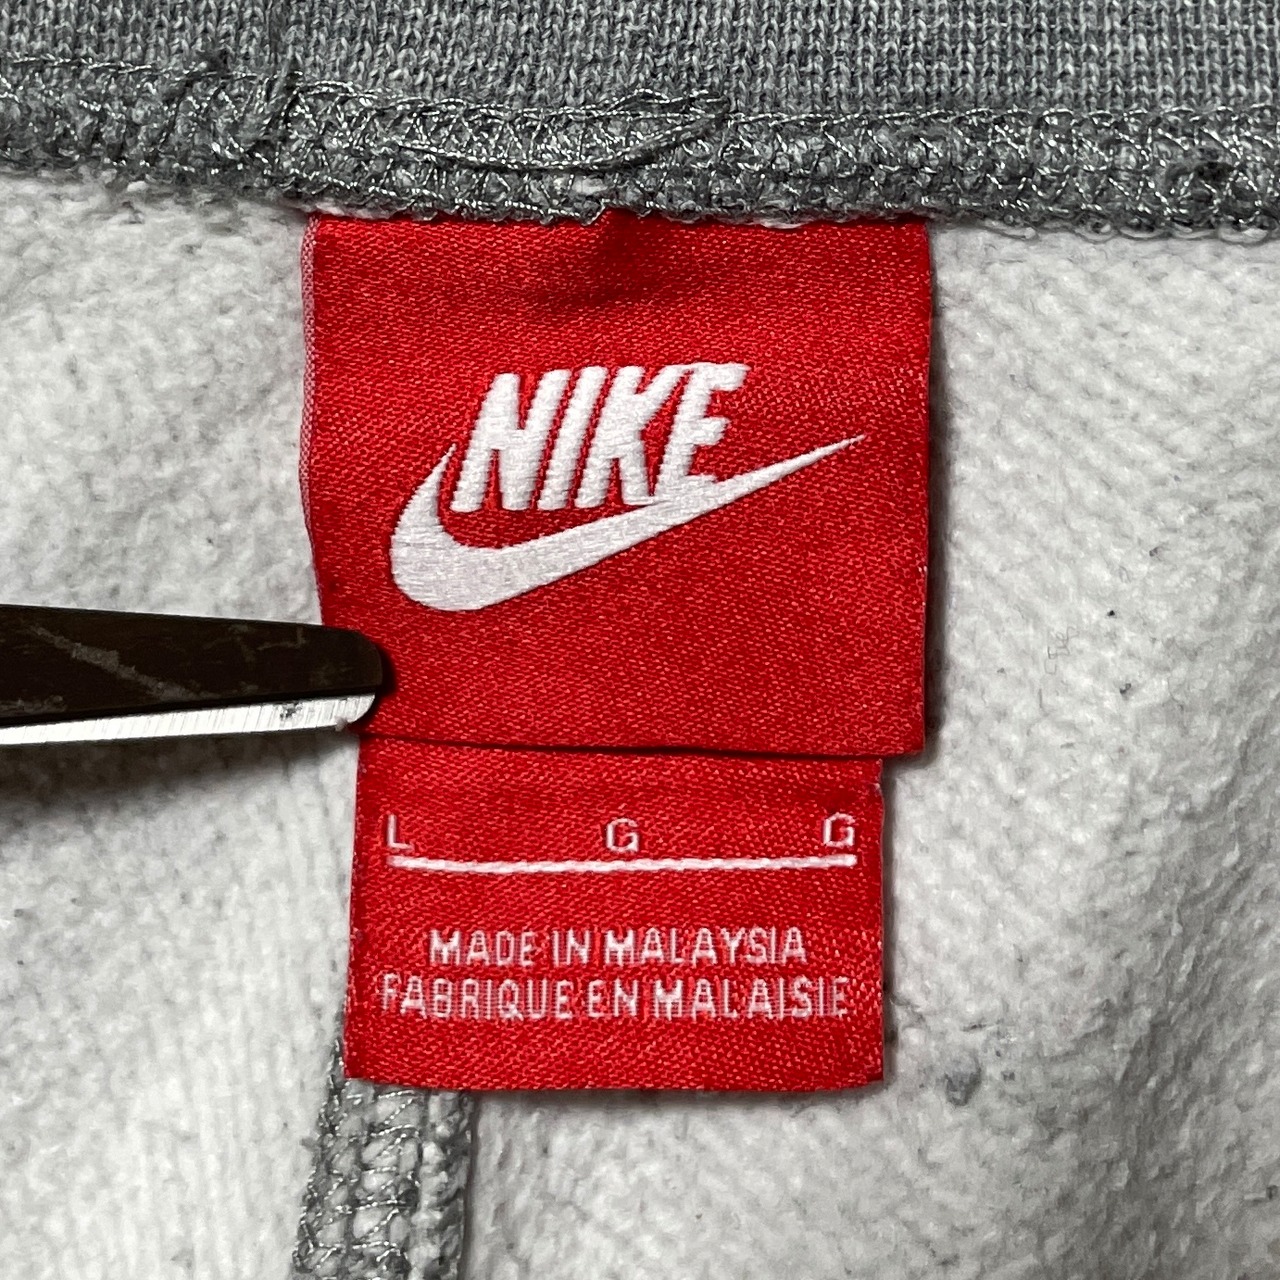 NIKE
L G G
MADE IN MALAYSIA
FABRIQUE EN MALAISIE